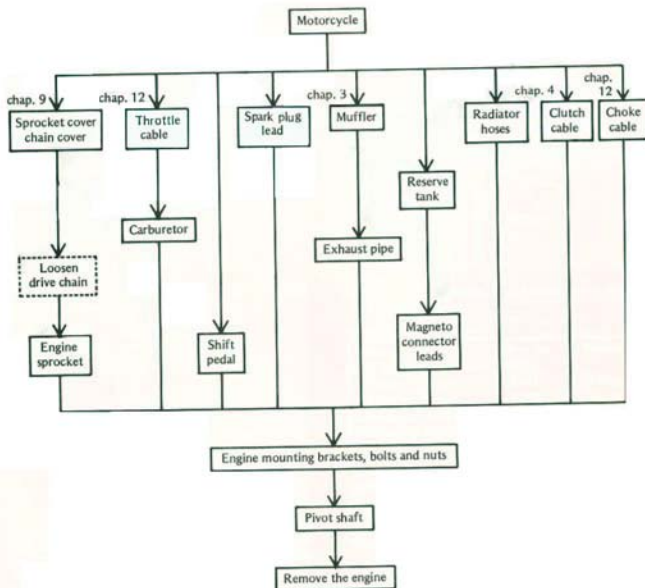 Motorcycle
chap. 9
chap. 12
chap. 3
chap. 4
chap.
12
Sprocket cover
chain cover
Throttle
cable
Spark plug
lead
Muffler
Radiator
hoses
Clutch
cable
Choke
cable
Reserve
tank
Carburetor
Exhaust pipe
Loosen
drive chain
Engine
sprocket
Shift
pedal
Magneto
connector
leads
Engine mounting brackets, bolts and nuts
Pivot shaft
Remove the engine